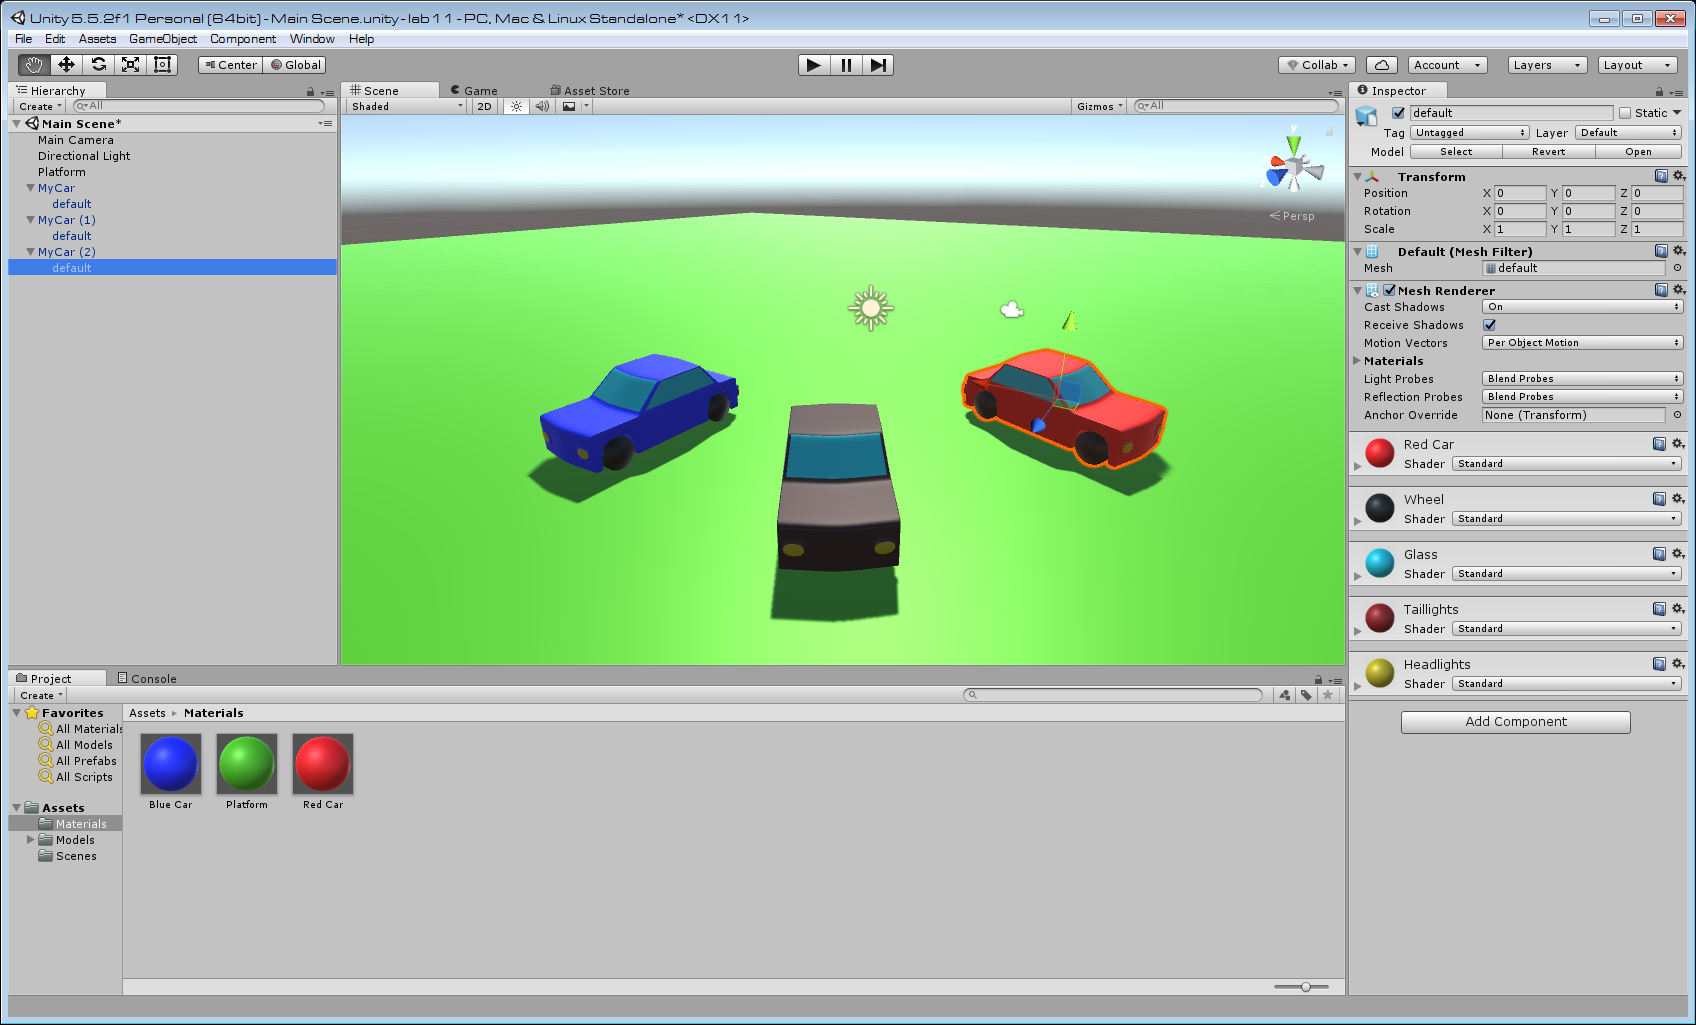 Unity 5.5.2f1 Personal (64bit) - Main Scene.unity - lab11 - PC, Mac & Linux Standalone* <DX11>
File Edit Assets GameObject Component Window Help
Center Global Collab Account Layers Layout
Hierarchy
Create All
Main Scene*
Main Camera
Directional Light
Platform
MyCar
default
MyCar (1)
default
MyCar (2)
default
Scene Game Asset Store
Shaded 2D Gizmos All
y
Persp
Inspector
default Static
Tag Untagged Layer Default
Model Select Revert Open
Transform
Position X 0 Y 0 Z 0
Rotation X 0 Y 0 Z 0
Scale X 1 Y 1 Z 1
Default (Mesh Filter)
Mesh default
Mesh Renderer
Cast Shadows On
Receive Shadows
Motion Vectors Per Object Motion
Materials
Light Probes Blend Probes
Reflection Probes Blend Probes
Anchor Override None (Transform)
Red Car
Shader Standard
Wheel
Shader Standard
Glass
Shader Standard
Taillights
Shader Standard
Headlights
Shader Standard
Add Component
Project Console
Create
Favorites
All Materials
All Models
All Prefabs
All Scripts
Assets
Materials
Models
Scenes
Assets Materials
Blue Car Platform Red Car